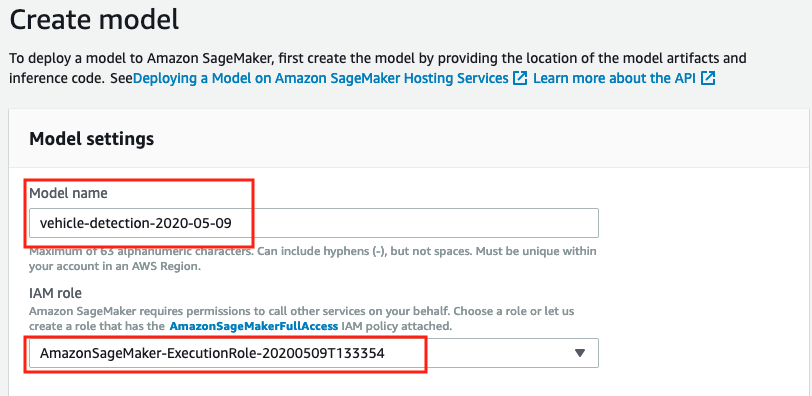 Create model
To deploy a model to Amazon SageMaker, first create the model by providing the location of the model artifacts and
inference code. SeeDeploying a Model on Amazon SageMaker Hosting Services Learn more about the API
Model settings
Model name
vehicle-detection-2020-05-09
Maximum of 63 alphanumeric characters. Can include hyphens (-), but not spaces. Must be unique within
your account in an AWS Region.
IAM role
Amazon SageMaker requires permissions to call other services on your behalf. Choose a role or let us
create a role that has the AmazonSageMakerFullAccess IAM policy attached.
AmazonSageMaker-ExecutionRole-20200509T133354